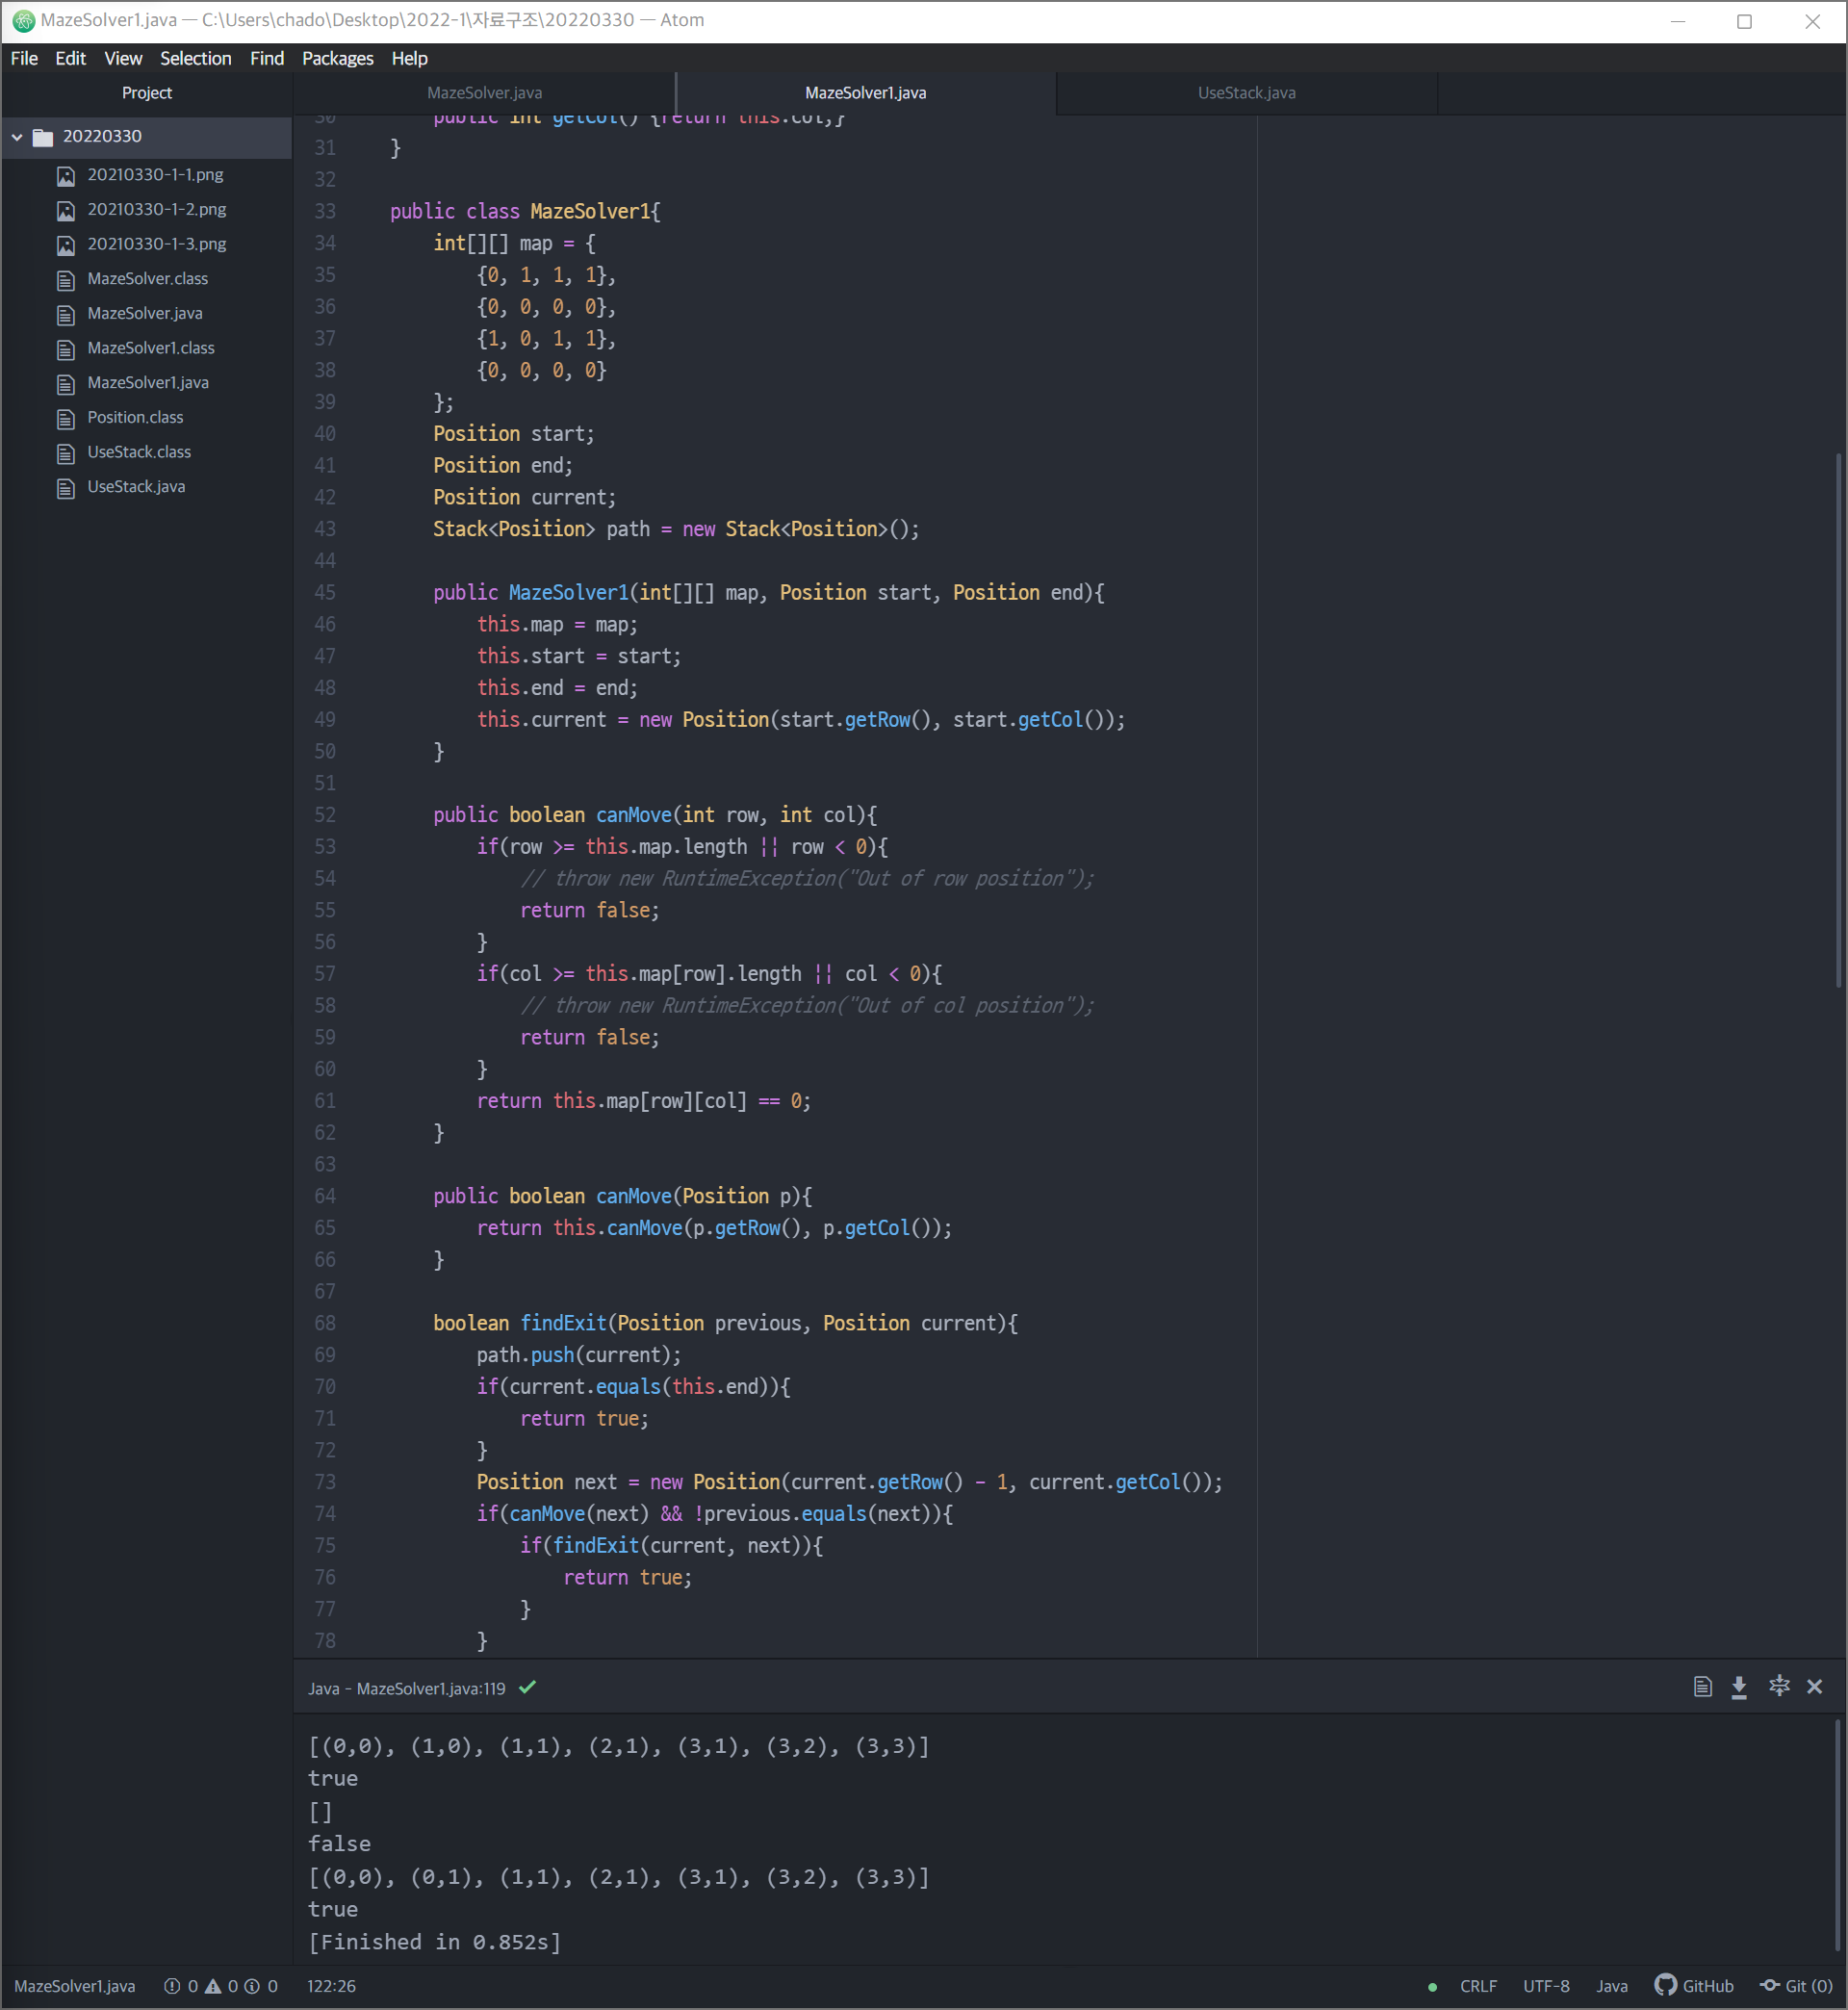 MazeSolver1.java — C:\Users\chado\Desktop\2022-1\자료구조\20220330 — Atom
File Edit View Selection Find Packages Help
Project
MazeSolver.java
MazeSolver1.java
UseStack.java
20220330
20210330-1-1.png
20210330-1-2.png
20210330-1-3.png
MazeSolver.class
MazeSolver.java
MazeSolver1.class
MazeSolver1.java
Position.class
UseStack.class
UseStack.java
30 public int getCol() {return this.col;}
31 }
32
33 public class MazeSolver1{
34 int[][] map = {
35 {0, 1, 1, 1},
36 {0, 0, 0, 0},
37 {1, 0, 1, 1},
38 {0, 0, 0, 0}
39 };
40 Position start;
41 Position end;
42 Position current;
43 Stack<Position> path = new Stack<Position>();
44
45 public MazeSolver1(int[][] map, Position start, Position end){
46 this.map = map;
47 this.start = start;
48 this.end = end;
49 this.current = new Position(start.getRow(), start.getCol());
50 }
51
52 public boolean canMove(int row, int col){
53 if(row >= this.map.length || row < 0){
54 // throw new RuntimeException("Out of row position");
55 return false;
56 }
57 if(col >= this.map[row].length || col < 0){
58 // throw new RuntimeException("Out of col position");
59 return false;
60 }
61 return this.map[row][col] == 0;
62 }
63
64 public boolean canMove(Position p){
65 return this.canMove(p.getRow(), p.getCol());
66 }
67
68 boolean findExit(Position previous, Position current){
69 path.push(current);
70 if(current.equals(this.end)){
71 return true;
72 }
73 Position next = new Position(current.getRow() - 1, current.getCol());
74 if(canMove(next) && !previous.equals(next)){
75 if(findExit(current, next)){
76 return true;
77 }
78 }
Java - MazeSolver1.java:119
[(0,0), (1,0), (1,1), (2,1), (3,1), (3,2), (3,3)]
true
[]
false
[(0,0), (0,1), (1,1), (2,1), (3,1), (3,2), (3,3)]
true
[Finished in 0.852s]
MazeSolver1.java 0 0 0 122:26 CRLF UTF-8 Java GitHub Git (0)